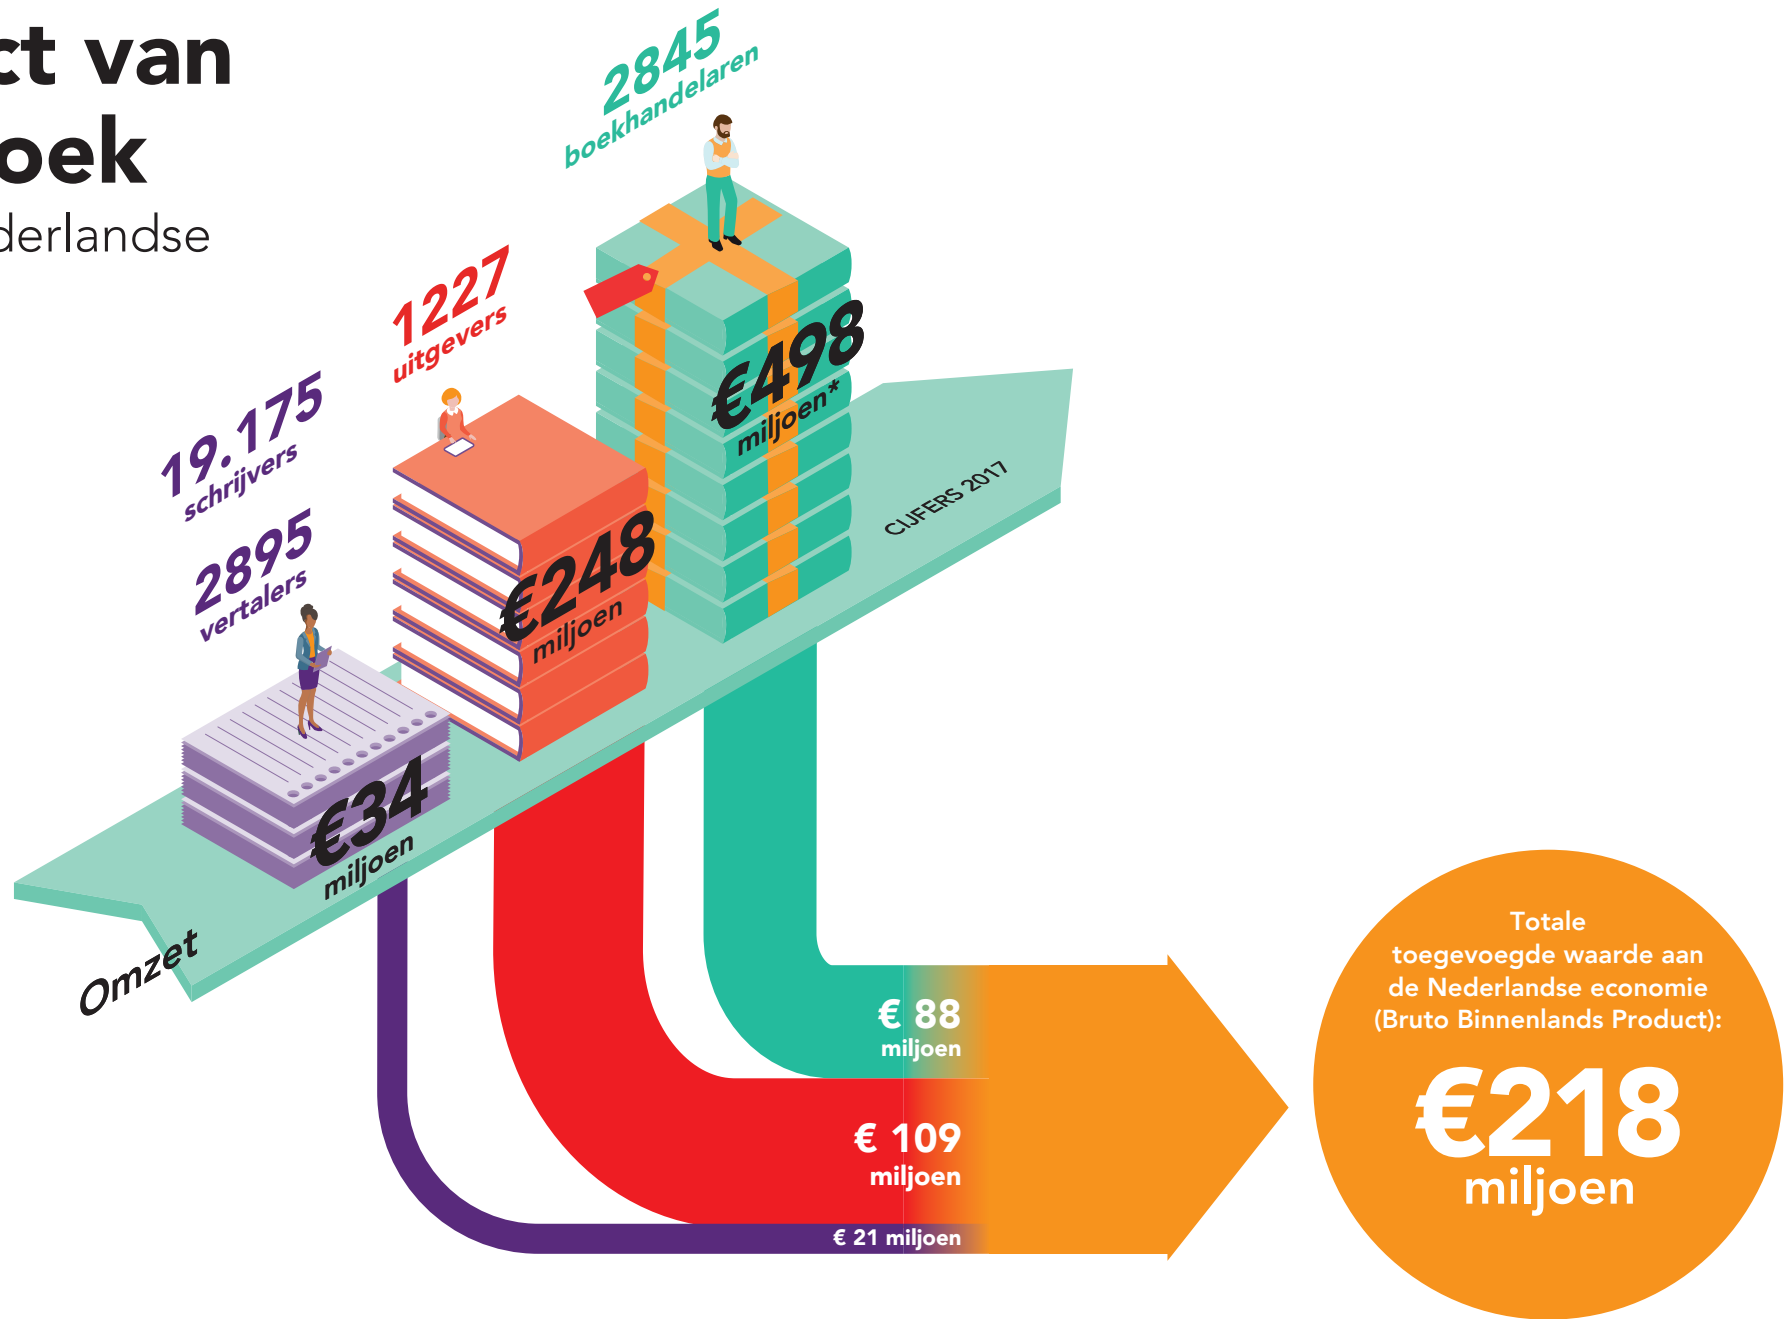 ct van
oek
derlandse
2845
boekhandelaren
1227
uitgevers
19.175
schrijvers
2895
vertalers
€498
miljoen*
€248
miljoen
€34
miljoen
CIJFERS 2017
Omzet
€ 88
miljoen
€ 109
miljoen
€ 21 miljoen
Totale
toegevoegde waarde aan
de Nederlandse economie
(Bruto Binnenlands Product):
€218
miljoen